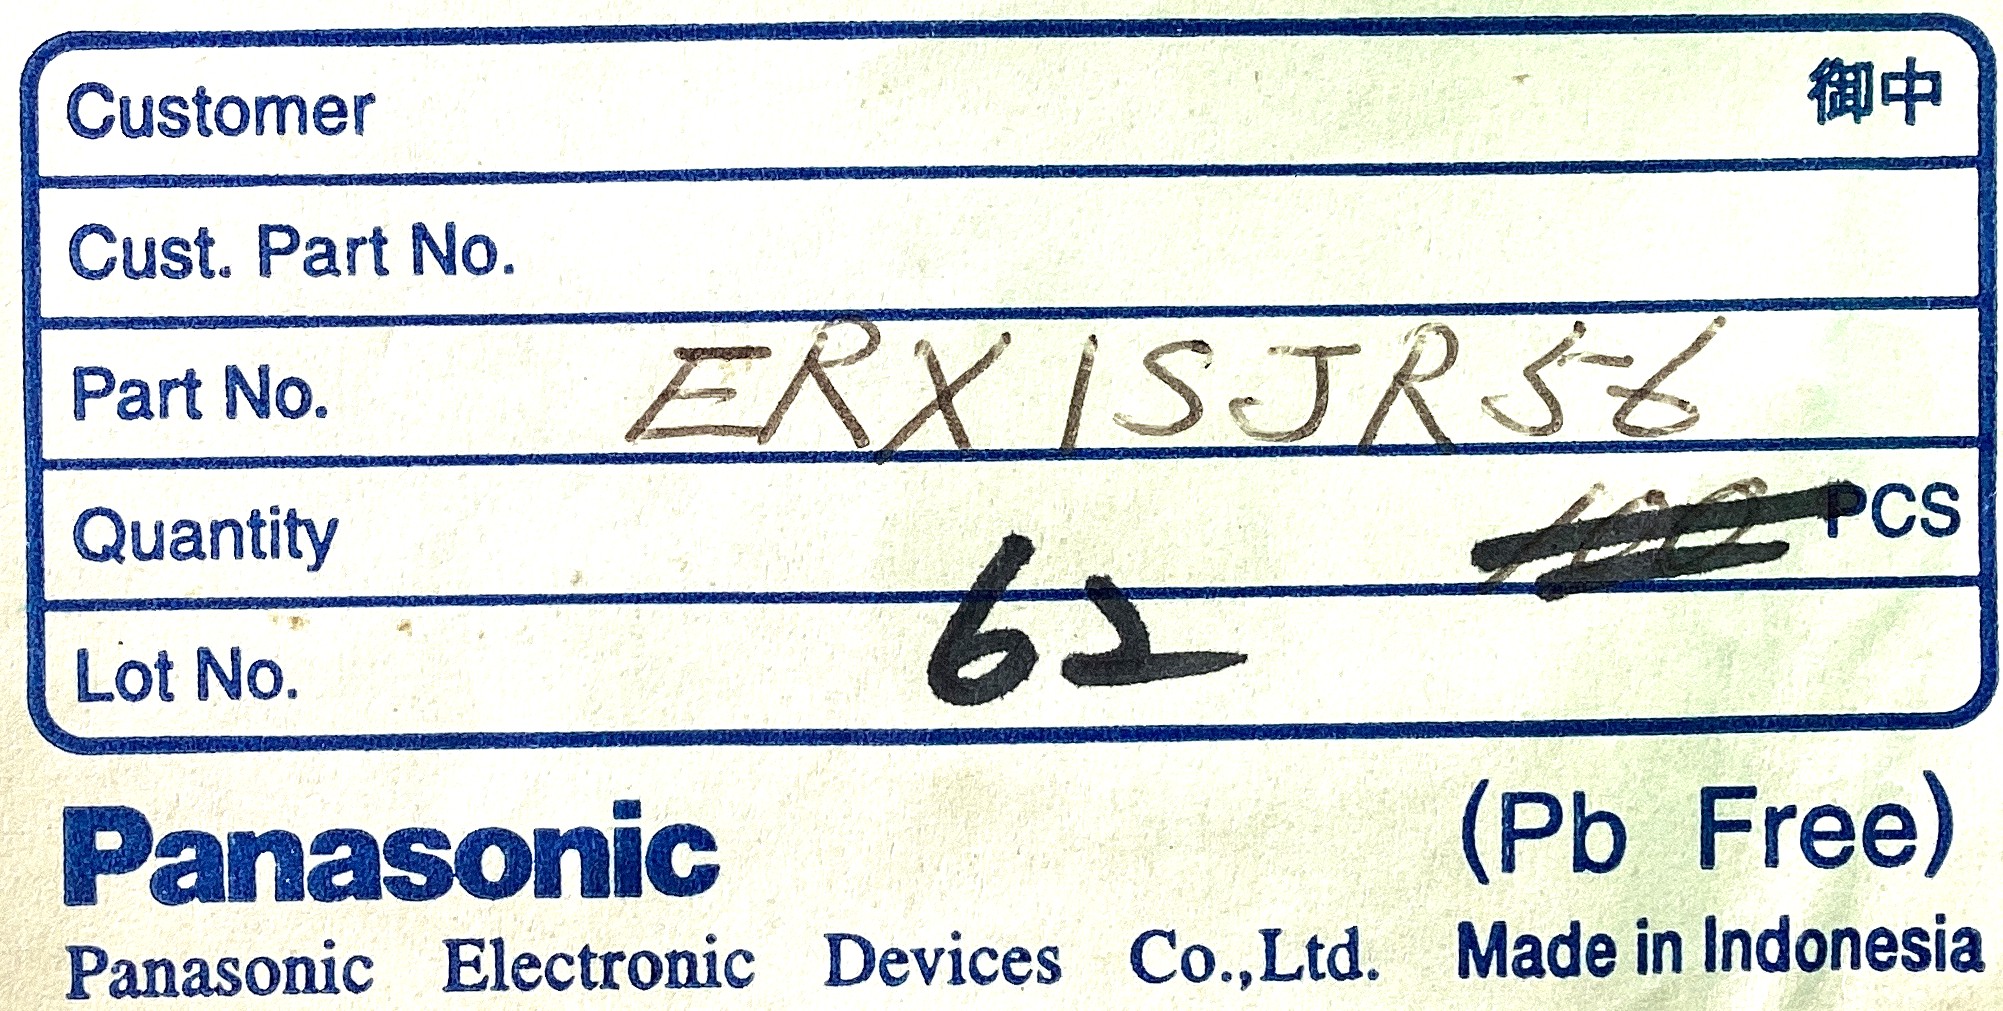 Customer 御中
Cust. Part No.
Part No. ERX1SJR56
Quantity 100 PCS
62
Lot No.
Panasonic (Pb Free)
Panasonic Electronic Devices Co.,Ltd. Made in Indonesia